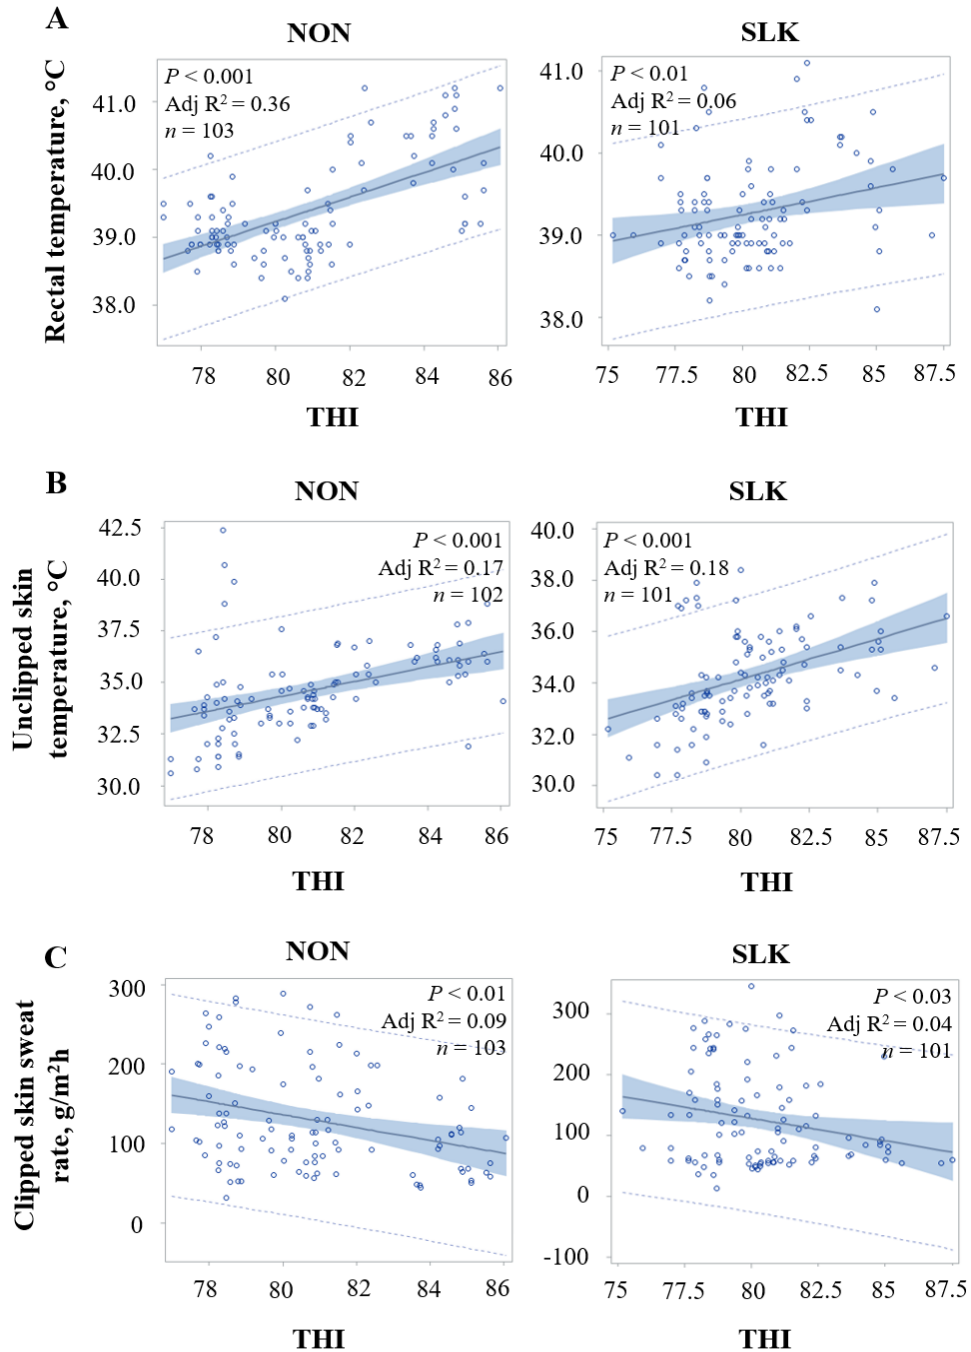 A
NON
SLK
Rectal temperature, °C
P < 0.001
Adj R² = 0.36
n = 103
41.0
40.0
39.0
38.0
78
80
82
84
86
THI
P < 0.01
Adj R² = 0.06
n = 101
41.0
40.0
39.0
38.0
75
77.5
80
82.5
85
87.5
THI
B
NON
SLK
Unclipped skin
temperature, °C
P < 0.001
Adj R² = 0.17
n = 102
42.5
40.0
37.5
35.0
32.5
30.0
78
80
82
84
86
THI
P < 0.001
Adj R² = 0.18
n = 101
40.0
38.0
36.0
34.0
32.0
30.0
75
77.5
80
82.5
85
87.5
THI
C
NON
SLK
Clipped skin sweat
rate, g/m²h
P < 0.01
Adj R² = 0.09
n = 103
300
200
100
0
78
80
82
84
86
THI
P < 0.03
Adj R² = 0.04
n = 101
300
200
100
0
-100
75
77.5
80
82.5
85
87.5
THI